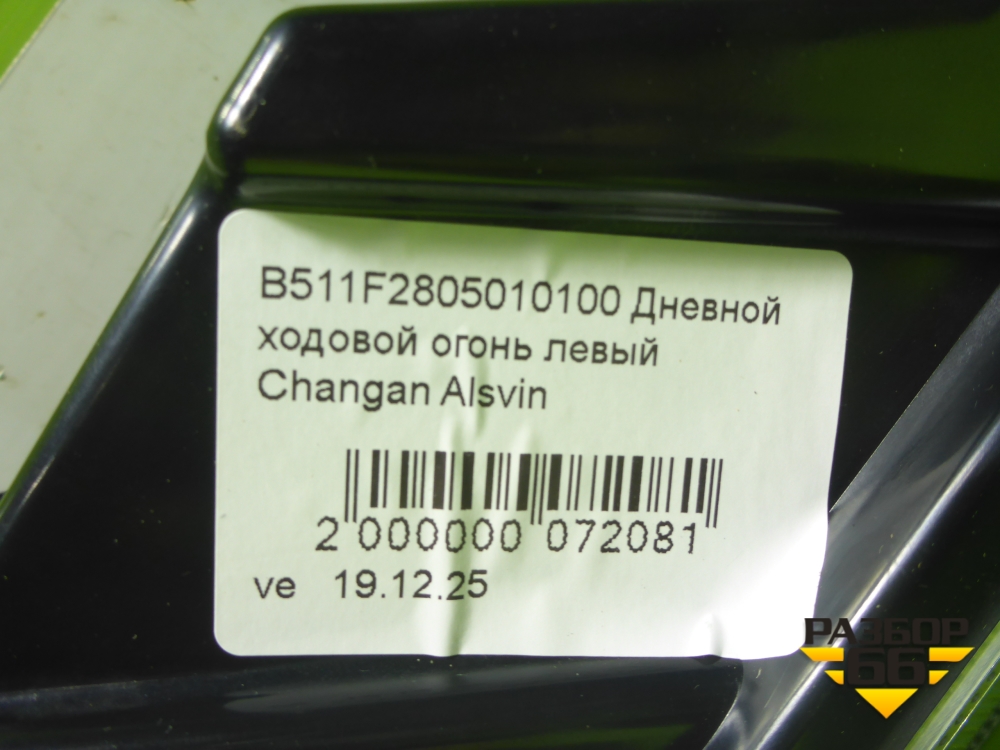 B511F2805010100 Дневной
ходовой огонь левый
Changan Alsvin
2 000000 072081
ve 19.12.25
РАЗБОР
66